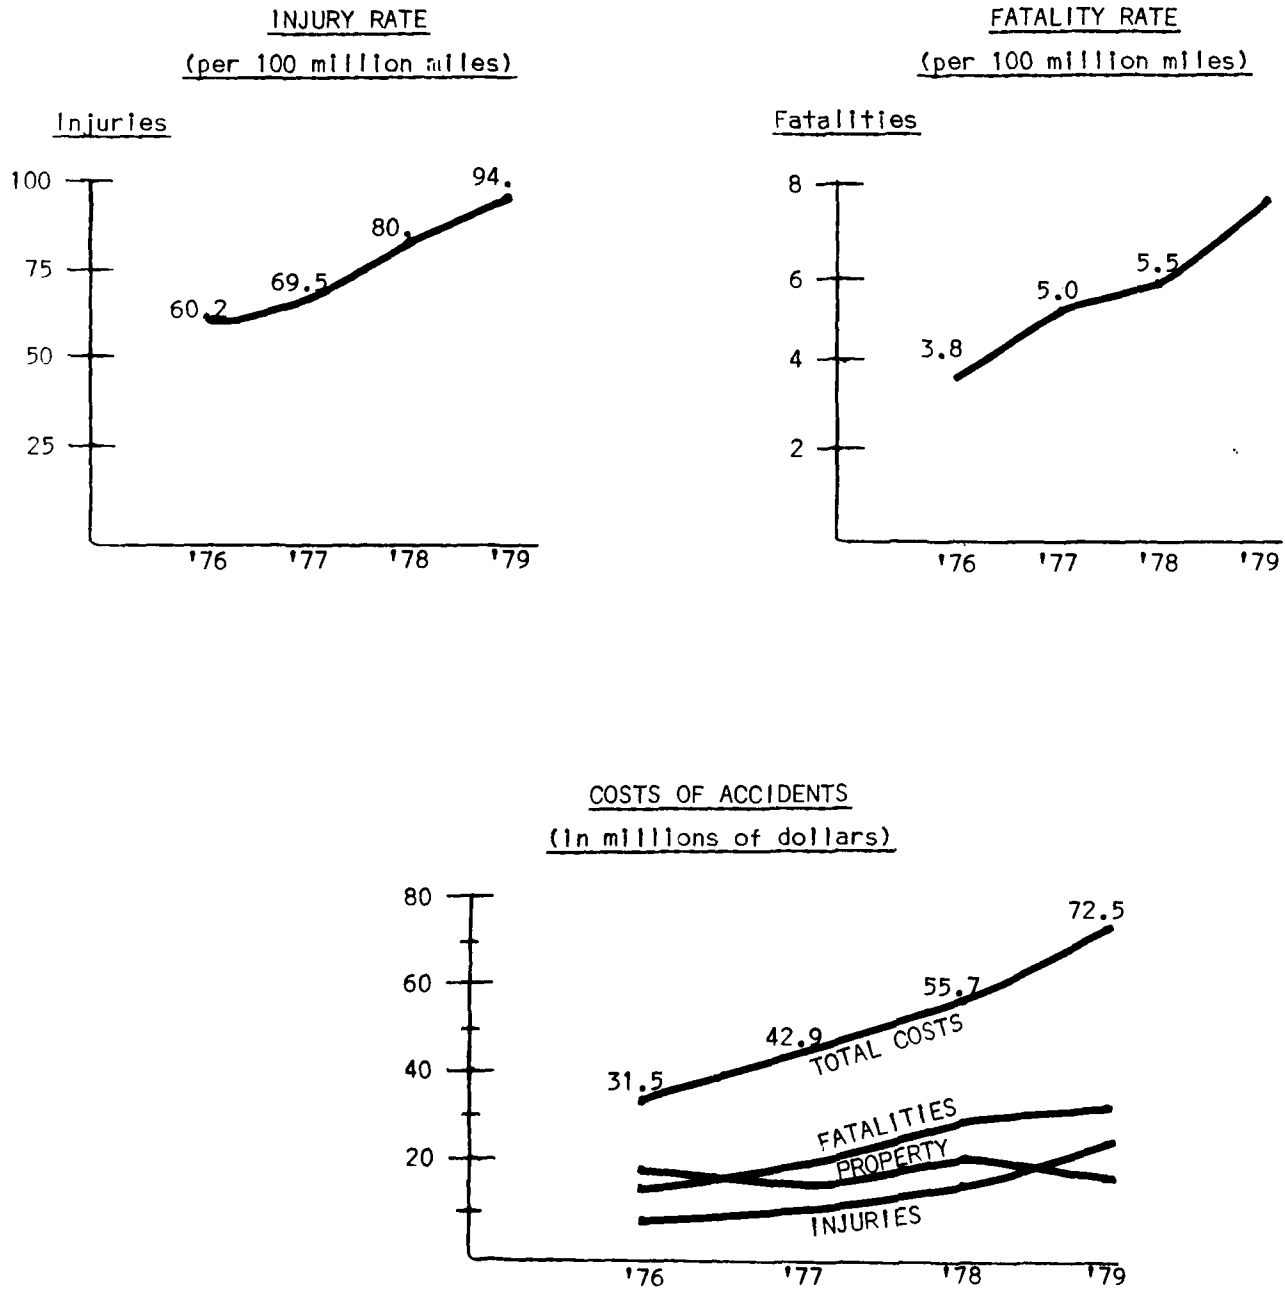 INJURY RATE
(per 100 million miles)
Injuries
100
75
50
25
60.2
69.5
80.
94.
'76 '77 '78 '79
FATALITY RATE
(per 100 million miles)
Fatalities
8
6
4
2
3.8
5.0
5.5
'76 '77 '78 '79
COSTS OF ACCIDENTS
(in millions of dollars)
80
60
40
20
31.5
42.9
55.7
72.5
TOTAL COSTS
FATALITIES
PROPERTY
INJURIES
'76 '77 '78 '79